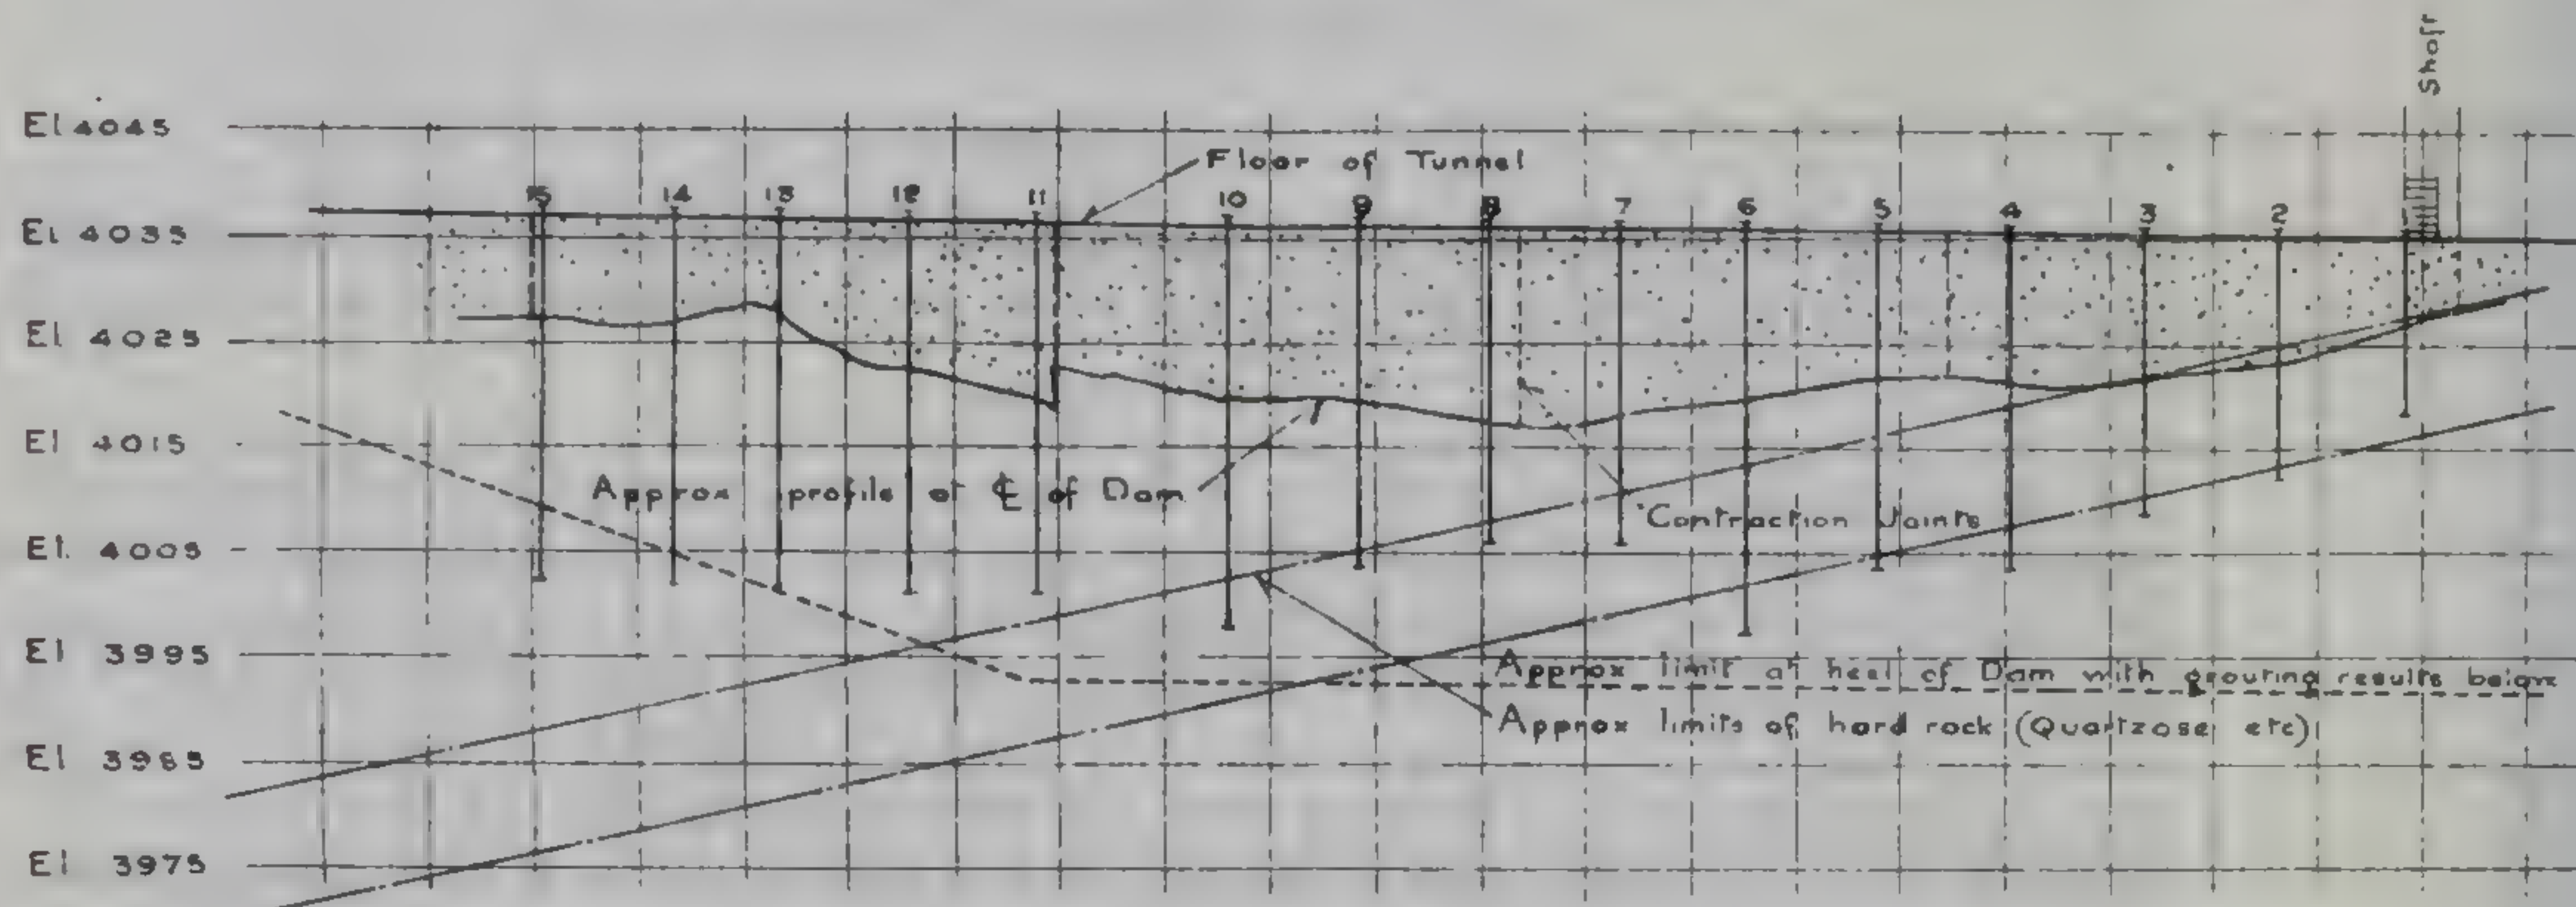 Shaft
El 4045
Floor of Tunnel
15 14 13 12 11 10 9 8 7 6 5 4 3 2
El 4035
El 4025
El 4015
Approx profile at ℄ of Dam
Contraction Joints
El. 4005
El 3995
Approx limit at heel of Dam with grouting results below
Approx limits of hard rock (Quartzose etc)
El 3985
El 3975